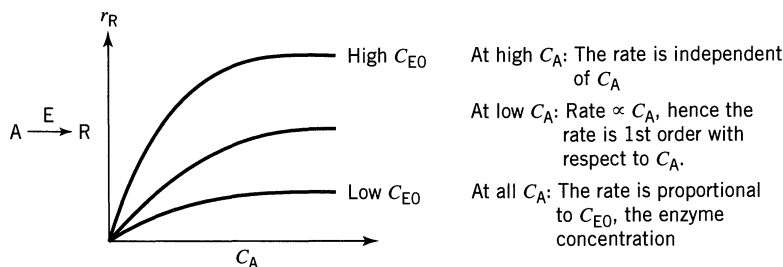 r_R
High C_E0
Low C_E0
A —E→ R
C_A
At high C_A: The rate is independent
of C_A
At low C_A: Rate ∝ C_A, hence the
rate is 1st order with
respect to C_A.
At all C_A: The rate is proportional
to C_E0, the enzyme
concentration